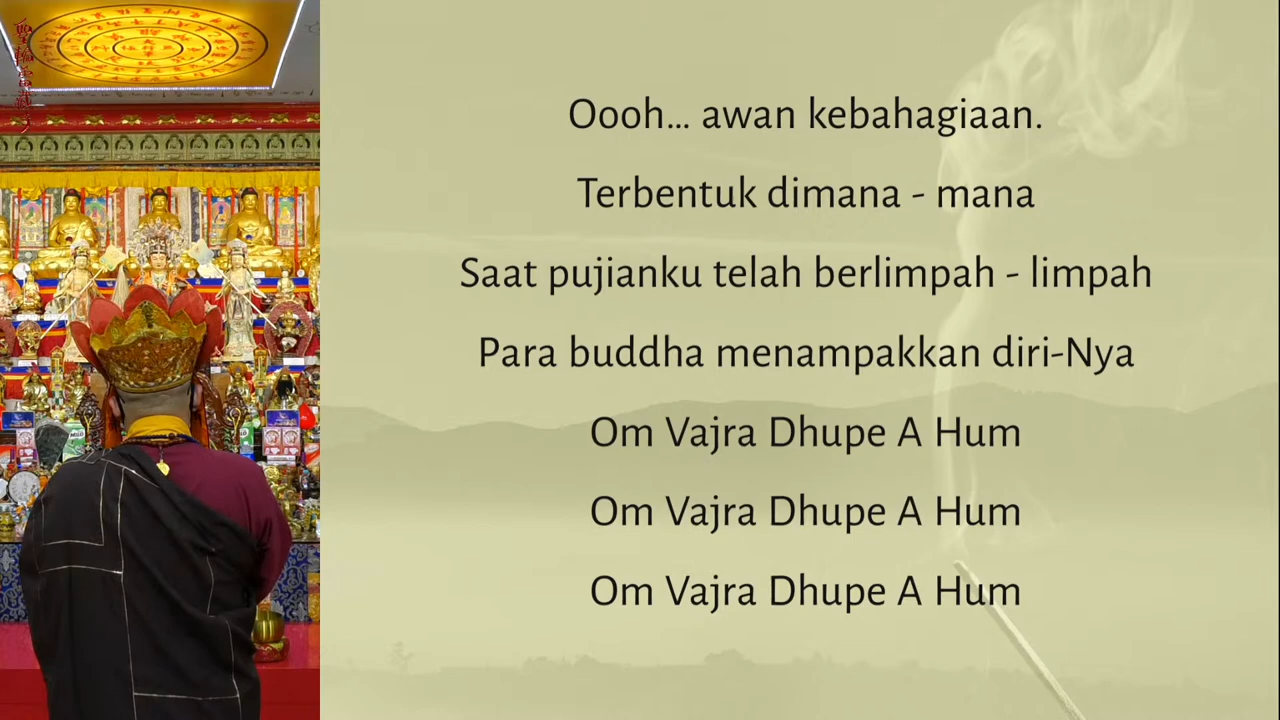 Oooh... awan kebahagiaan.
Terbentuk dimana - mana
Saat pujianku telah berlimpah - limpah
Para buddha menampakkan diri-Nya
Om Vajra Dhupe A Hum
Om Vajra Dhupe A Hum
Om Vajra Dhupe A Hum